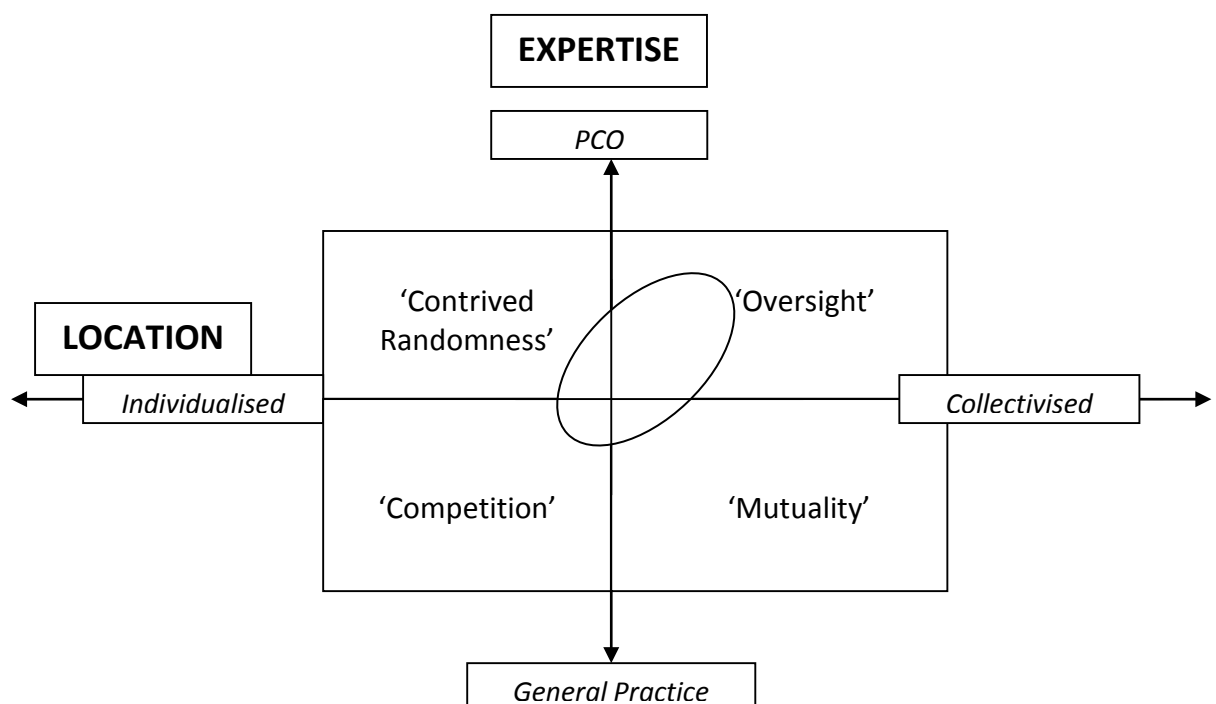 EXPERTISE
PCO
‘Contrived
Randomness’
‘Oversight’
LOCATION
Individualised
Collectivised
‘Competition’
‘Mutuality’
General Practice